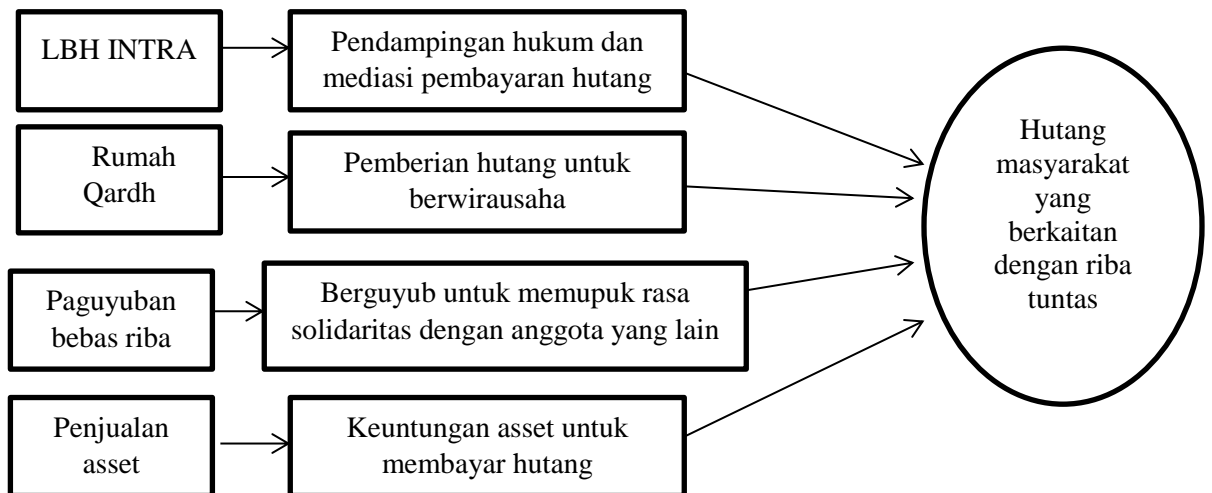 LBH INTRA
Pendampingan hukum dan
mediasi pembayaran hutang
Rumah
Qardh
Pemberian hutang untuk
berwirausaha
Paguyuban
bebas riba
Berguyub untuk memupuk rasa
solidaritas dengan anggota yang lain
Penjualan
asset
Keuntungan asset untuk
membayar hutang
Hutang
masyarakat
yang
berkaitan
dengan riba
tuntas